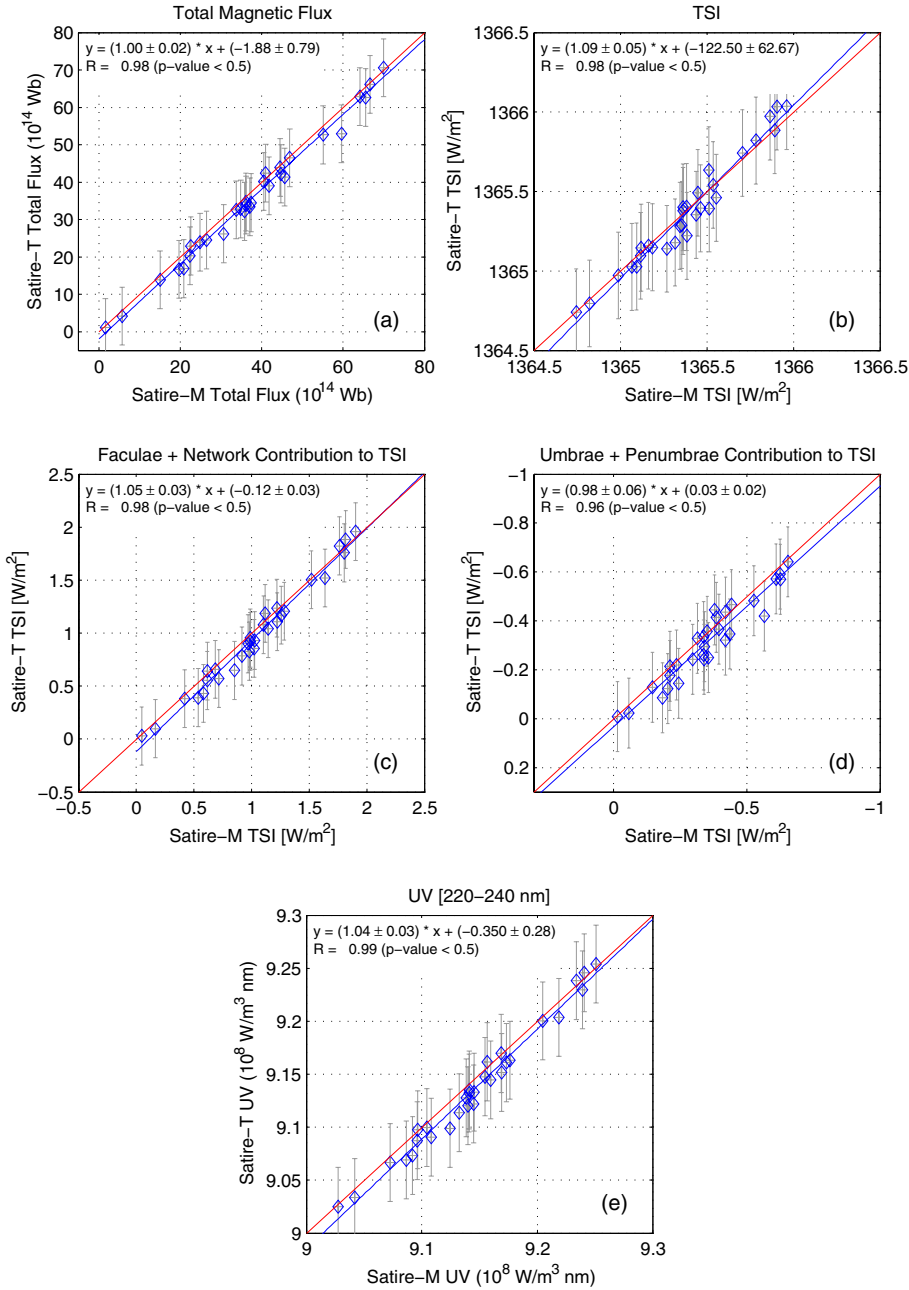 Total Magnetic Flux
y = (1.00 ± 0.02) * x + (−1.88 ± 0.79)
R = 0.98 (p−value < 0.5)
80
70
60
50
40
30
20
10
0
Satire−T Total Flux (10^14 Wb)
(a)
0 20 40 60 80
Satire−M Total Flux (10^14 Wb)
TSI
y = (1.09 ± 0.05) * x + (−122.50 ± 62.67)
R = 0.98 (p−value < 0.5)
1366.5
1366
1365.5
1365
1364.5
Satire−T TSI [W/m^2]
(b)
1364.5 1365 1365.5 1366 1366.5
Satire−M TSI [W/m^2]
Faculae + Network Contribution to TSI
y = (1.05 ± 0.03) * x + (−0.12 ± 0.03)
R = 0.98 (p−value < 0.5)
2.5
2
1.5
1
0.5
0
−0.5
Satire−T TSI [W/m^2]
(c)
−0.5 0 0.5 1 1.5 2 2.5
Satire−M TSI [W/m^2]
Umbrae + Penumbrae Contribution to TSI
y = (0.98 ± 0.06) * x + (0.03 ± 0.02)
R = 0.96 (p−value < 0.5)
−1
−0.8
−0.6
−0.4
−0.2
0
0.2
Satire−T TSI [W/m^2]
(d)
0 −0.5 −1
Satire−M TSI [W/m^2]
UV [220−240 nm]
y = (1.04 ± 0.03) * x + (−0.350 ± 0.28)
R = 0.99 (p−value < 0.5)
9.3
9.25
9.2
9.15
9.1
9.05
9
Satire−T UV (10^8 W/m^3 nm)
(e)
9 9.1 9.2 9.3
Satire−M UV (10^8 W/m^3 nm)